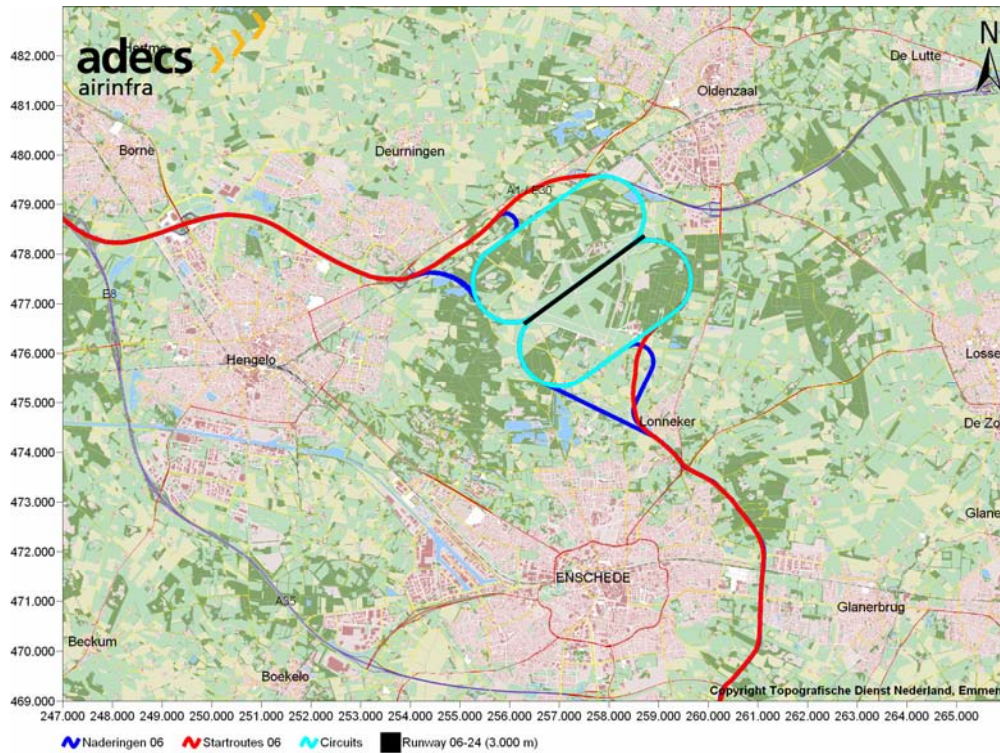 adecs
airinfra
N
De Lutte
Oldenzaal
Borne
Deurningen
A1 / E30
E8
Hengelo
Losse
Lonneker
De Zo
Glane
ENSCHEDE
A35
Glanerbrug
Beckum
Boekelo
Copyright Topografische Dienst Nederland, Emmen
482.000
481.000
480.000
479.000
478.000
477.000
476.000
475.000
474.000
473.000
472.000
471.000
470.000
469.000
247.000 248.000 249.000 250.000 251.000 252.000 253.000 254.000 255.000 256.000 257.000 258.000 259.000 260.000 261.000 262.000 263.000 264.000 265.000
Naderingen 06 Startroutes 06 Circuits Runway 06-24 (3.000 m)